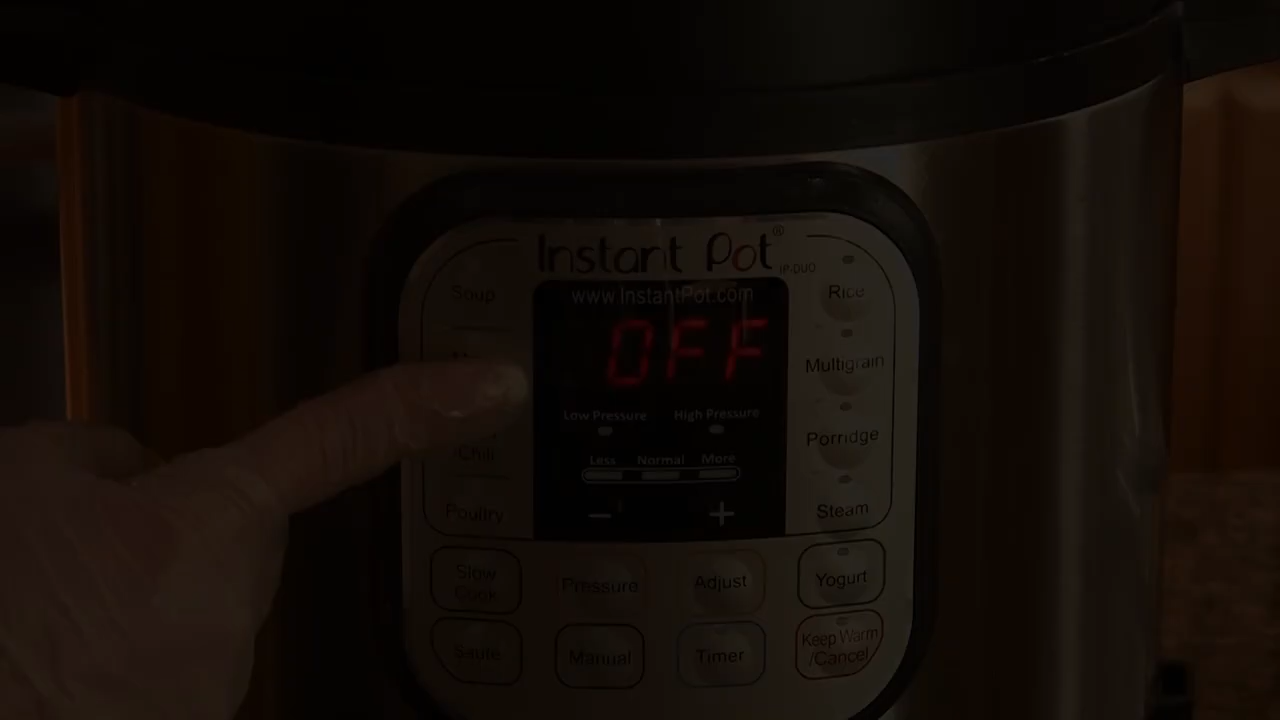 Instant Pot®
IP-DUO
www.InstantPot.com
OFF
Soup
Chili
Poultry
Low Pressure High Pressure
Less Normal More
− +
Rice
Multigrain
Porridge
Steam
Slow
Cook
Pressure
Adjust
Yogurt
Saute
Manual
Timer
Keep Warm
/Cancel